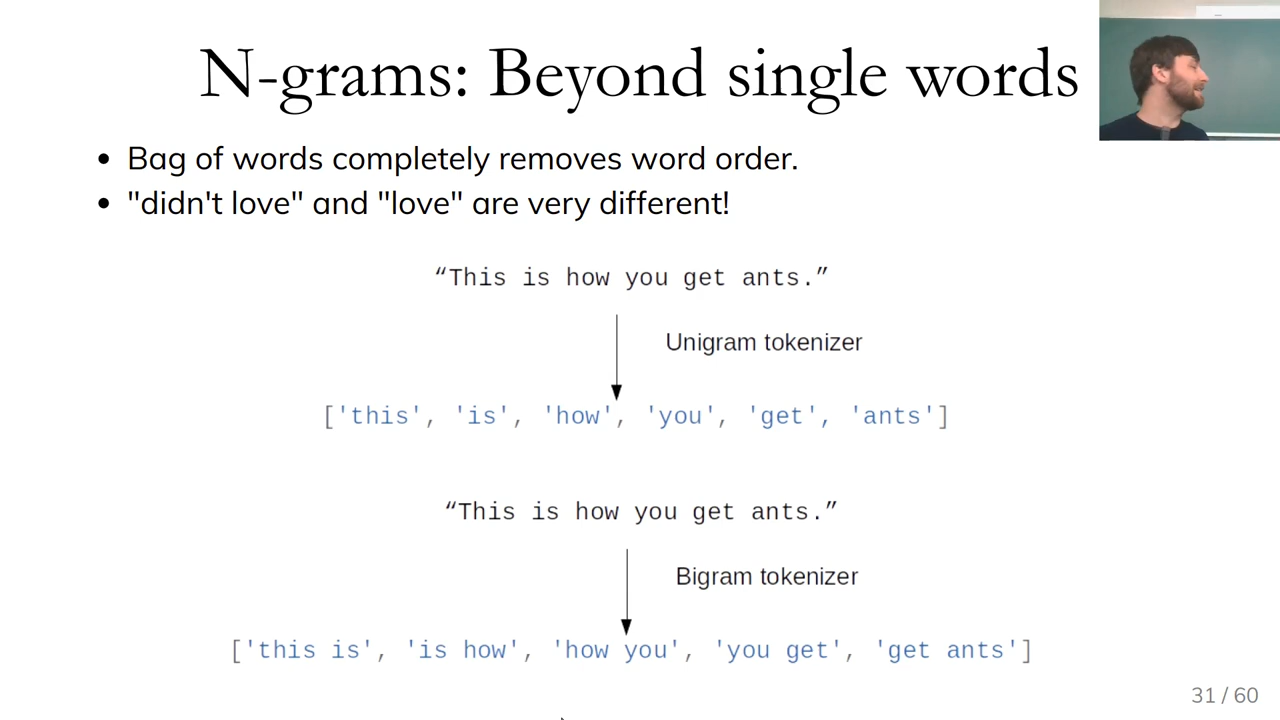 N-grams: Beyond single words
• Bag of words completely removes word order.
• "didn't love" and "love" are very different!
“This is how you get ants.”
Unigram tokenizer
['this', 'is', 'how', 'you', 'get', 'ants']
“This is how you get ants.”
Bigram tokenizer
['this is', 'is how', 'how you', 'you get', 'get ants']
31 / 60